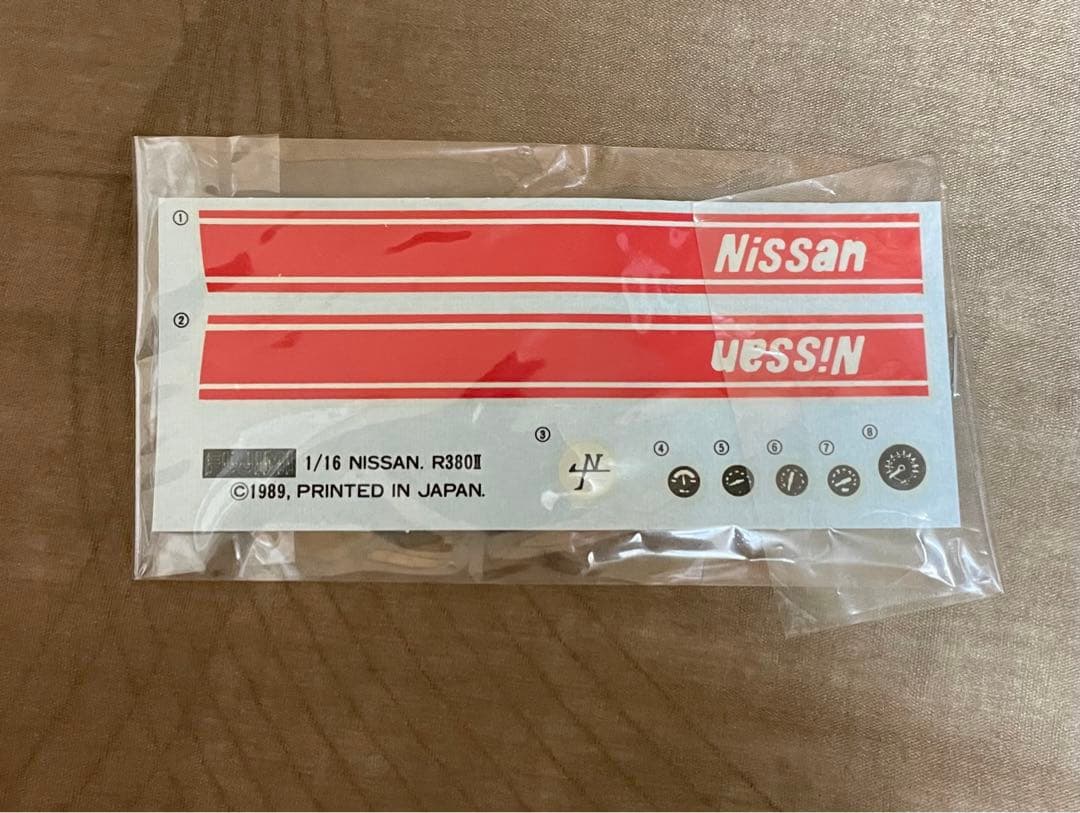 ①
Nissan
②
Nissan
③
④
⑤
⑥
⑦
⑧
1/16 NISSAN. R380Ⅱ
©1989, PRINTED IN JAPAN.
N